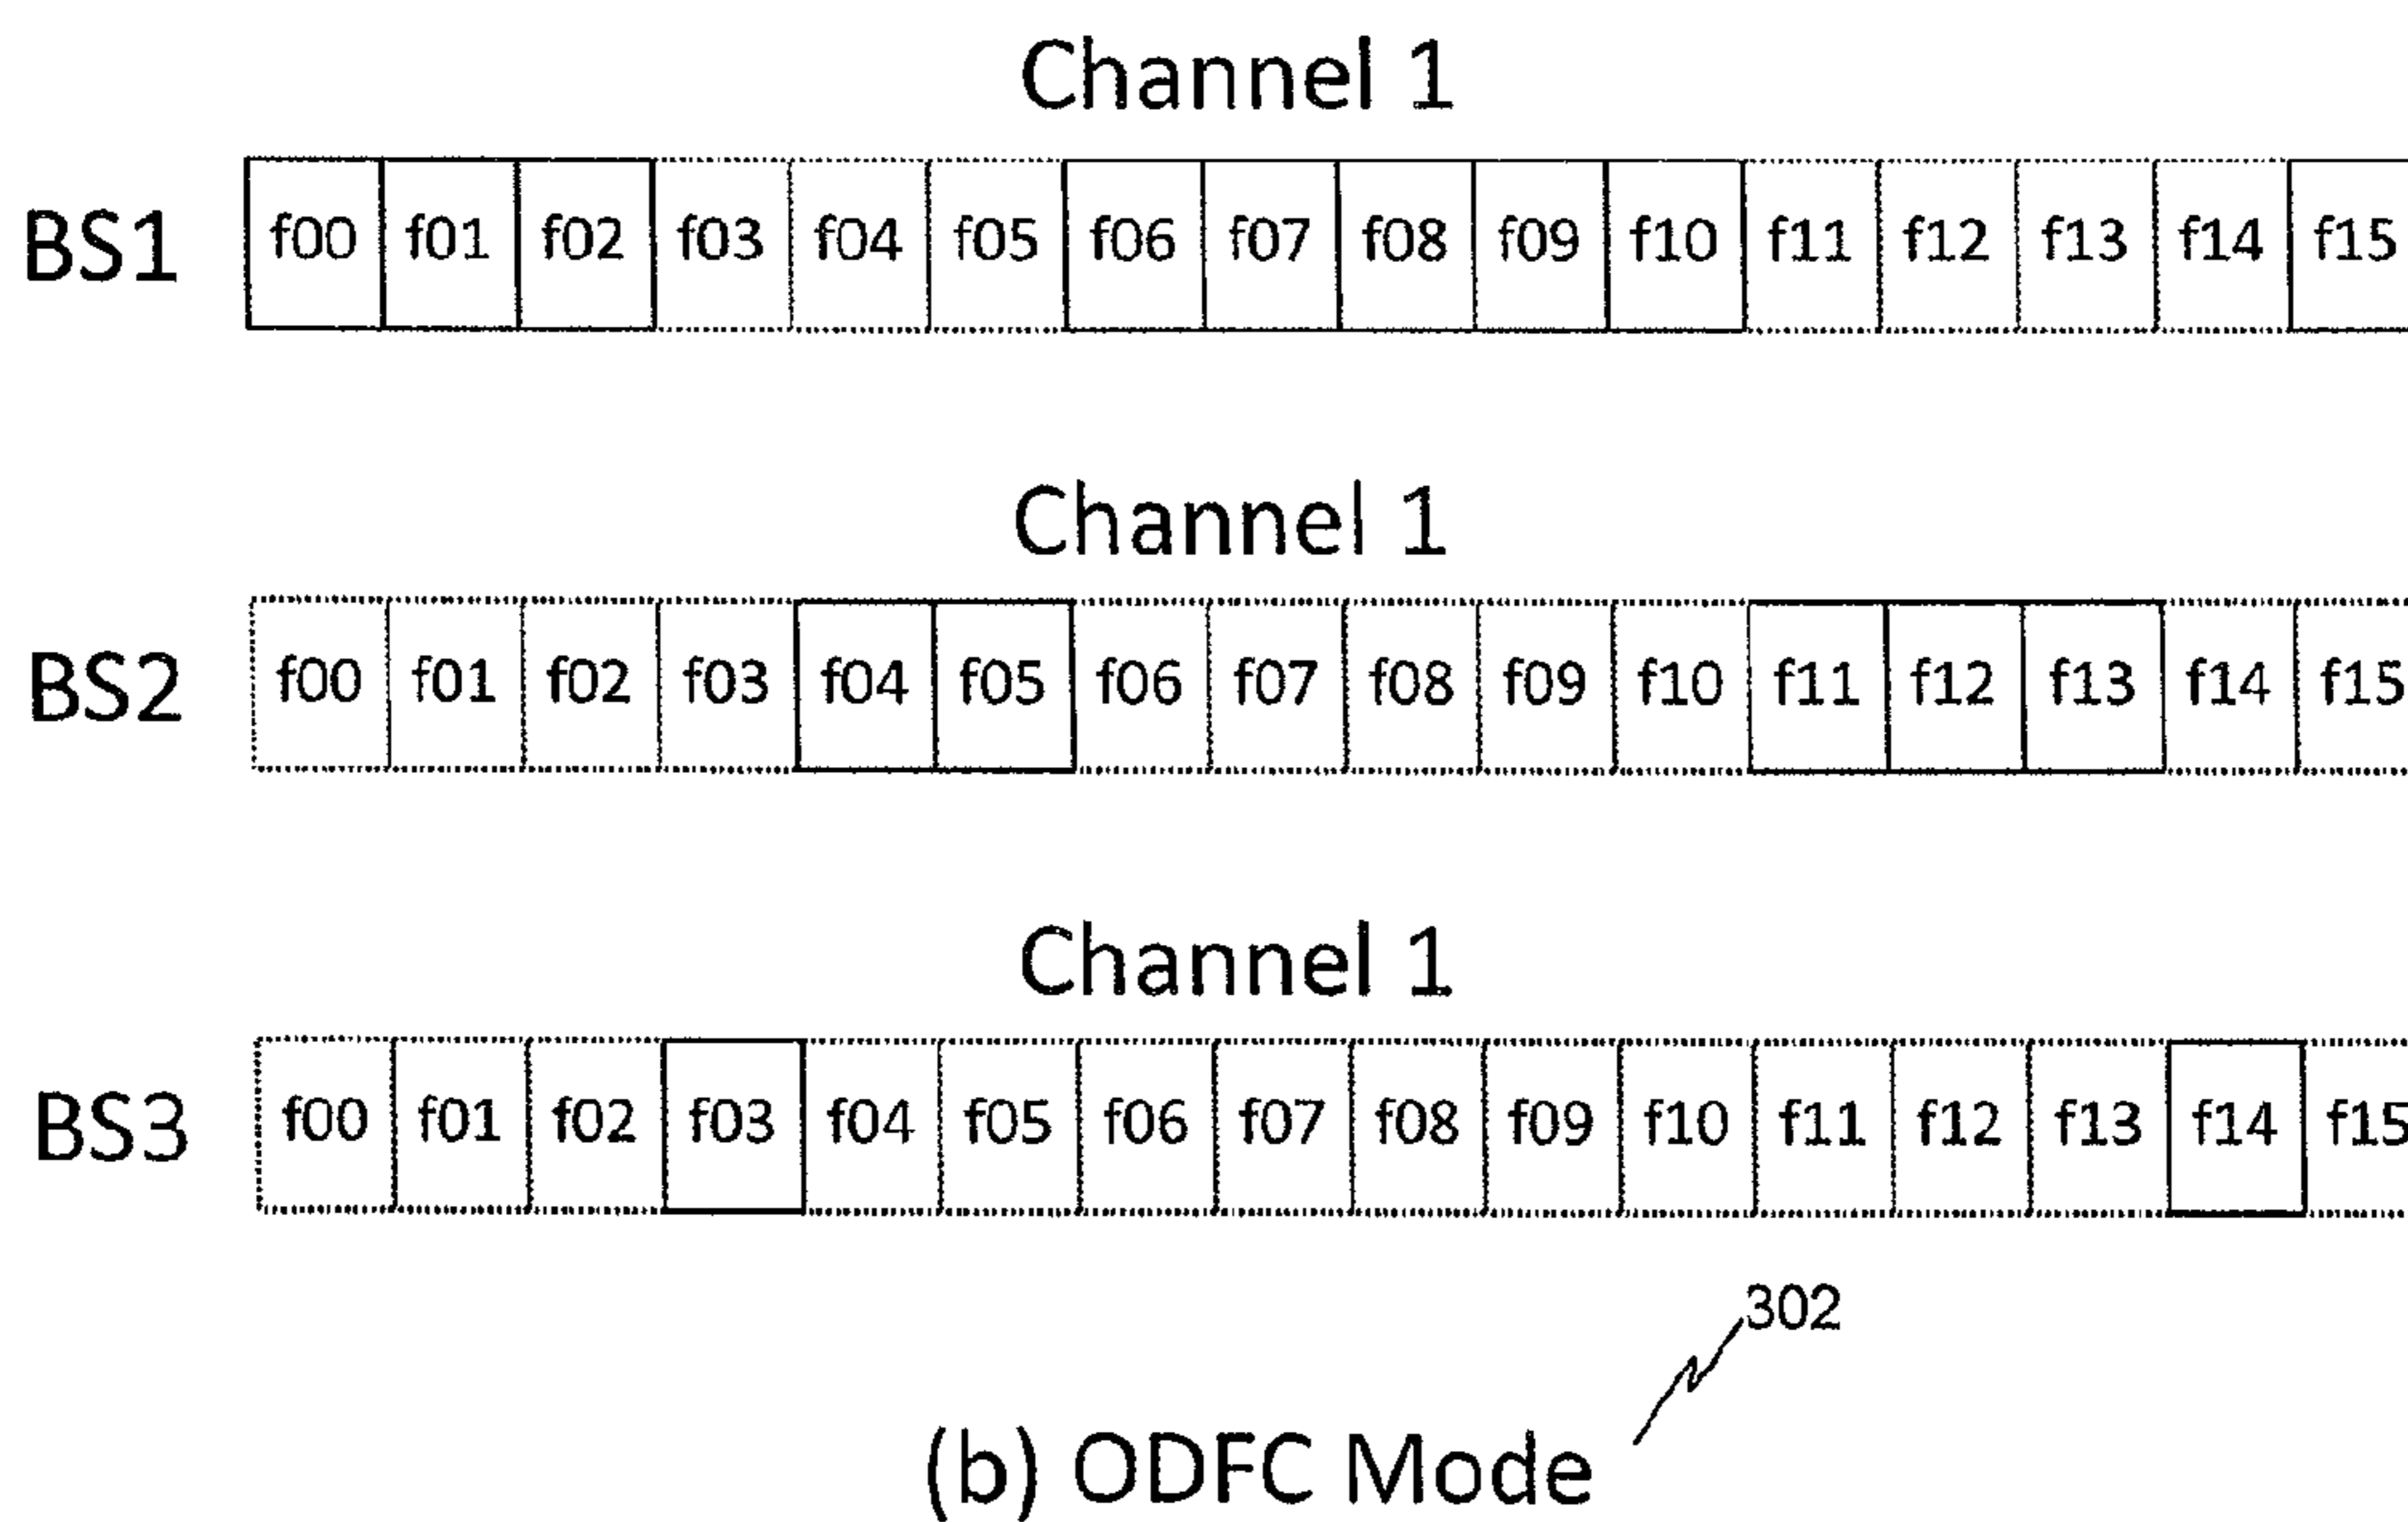 Channel 1
BS1 f00 f01 f02 f03 f04 f05 f06 f07 f08 f09 f10 f11 f12 f13 f14 f15
Channel 1
BS2 f00 f01 f02 f03 f04 f05 f06 f07 f08 f09 f10 f11 f12 f13 f14 f15
Channel 1
BS3 f00 f01 f02 f03 f04 f05 f06 f07 f08 f09 f10 f11 f12 f13 f14 f15
302
(b) ODFC Mode